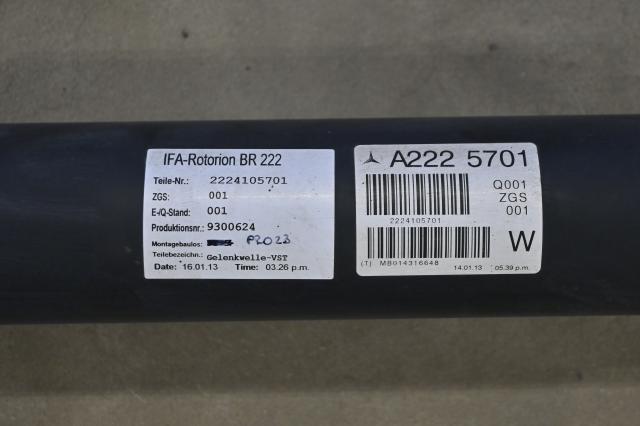 IFA-Rotorion BR 222
Teile-Nr.: 2224105701
ZGS: 001
E-/Q-Stand: 001
Produktionsnr.: 9300624
Montagebaulos: P2023
Teilebezeichn.: Gelenkwelle-VST
Date: 16.01.13 Time: 03.26 p.m.
A222 5701
Q001
ZGS
001
2224105701
W
(T) MB014316648 14.01.13 05.39 p.m.